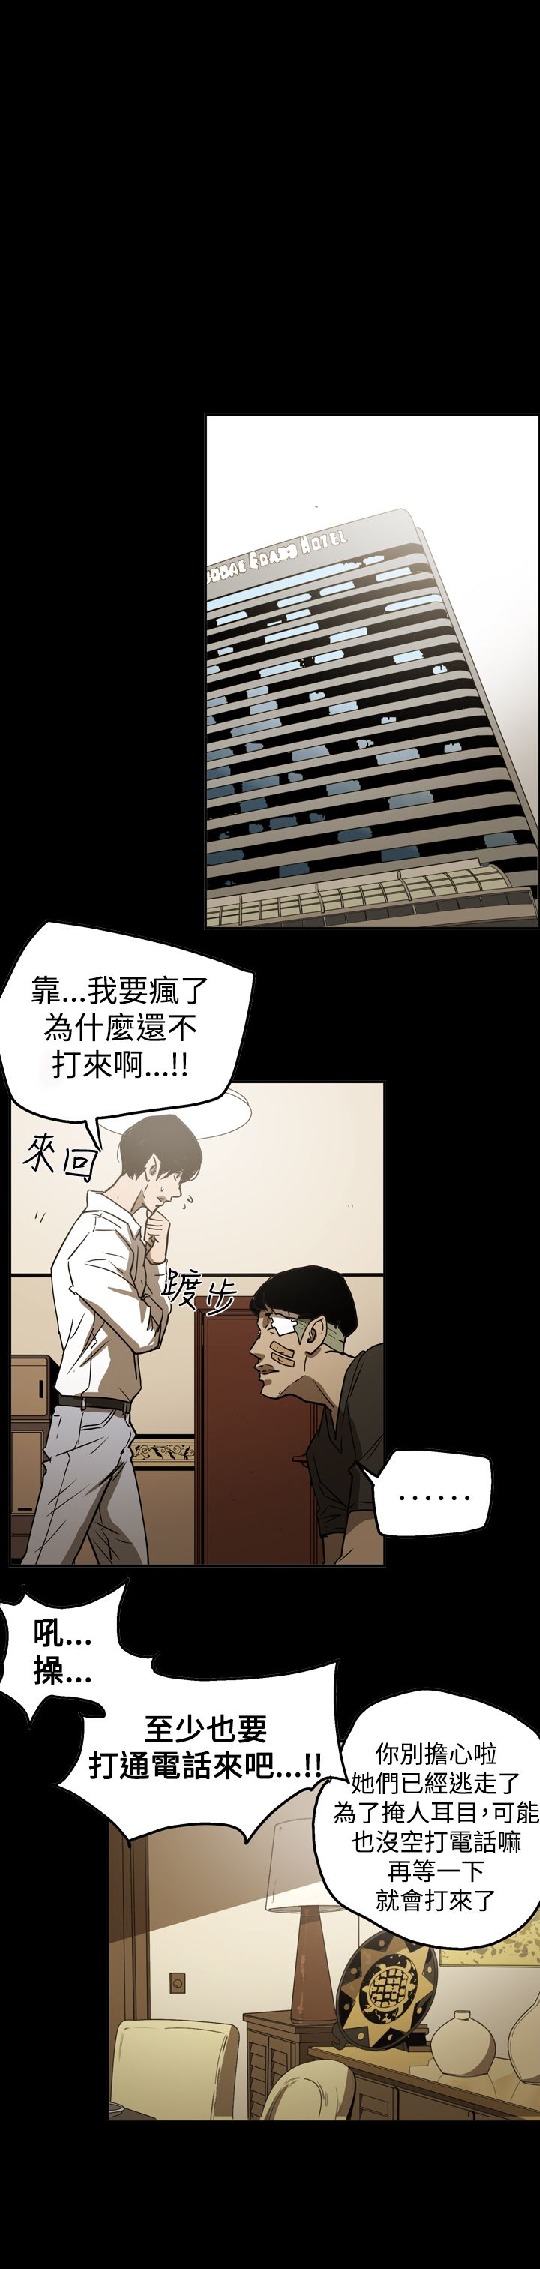 HOTEL
靠...我要瘋了
為什麼還不
打來啊...!!
來回
踱步
......
吼...
操...
至少也要
打通電話來吧...!!
你別擔心啦
她們已經逃走了
為了掩人耳目，可能
也沒空打電話嘛
再等一下
就會打來了